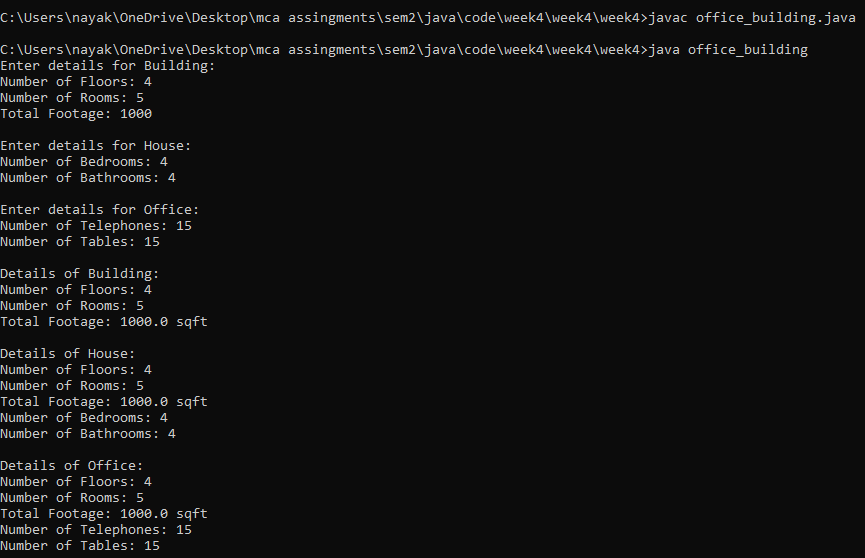 C:\Users\nayak\OneDrive\Desktop\mca assingments\sem2\java\code\week4\week4\week4>javac office_building.java
C:\Users\nayak\OneDrive\Desktop\mca assingments\sem2\java\code\week4\week4\week4>java office_building
Enter details for Building:
Number of Floors: 4
Number of Rooms: 5
Total Footage: 1000
Enter details for House:
Number of Bedrooms: 4
Number of Bathrooms: 4
Enter details for Office:
Number of Telephones: 15
Number of Tables: 15
Details of Building:
Number of Floors: 4
Number of Rooms: 5
Total Footage: 1000.0 sqft
Details of House:
Number of Floors: 4
Number of Rooms: 5
Total Footage: 1000.0 sqft
Number of Bedrooms: 4
Number of Bathrooms: 4
Details of Office:
Number of Floors: 4
Number of Rooms: 5
Total Footage: 1000.0 sqft
Number of Telephones: 15
Number of Tables: 15